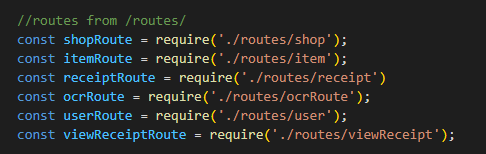 //routes from /routes/
const shopRoute = require('./routes/shop');
const itemRoute = require('./routes/item');
const receiptRoute = require('./routes/receipt')
const ocrRoute = require('./routes/ocrRoute');
const userRoute = require('./routes/user');
const viewReceiptRoute = require('./routes/viewReceipt');